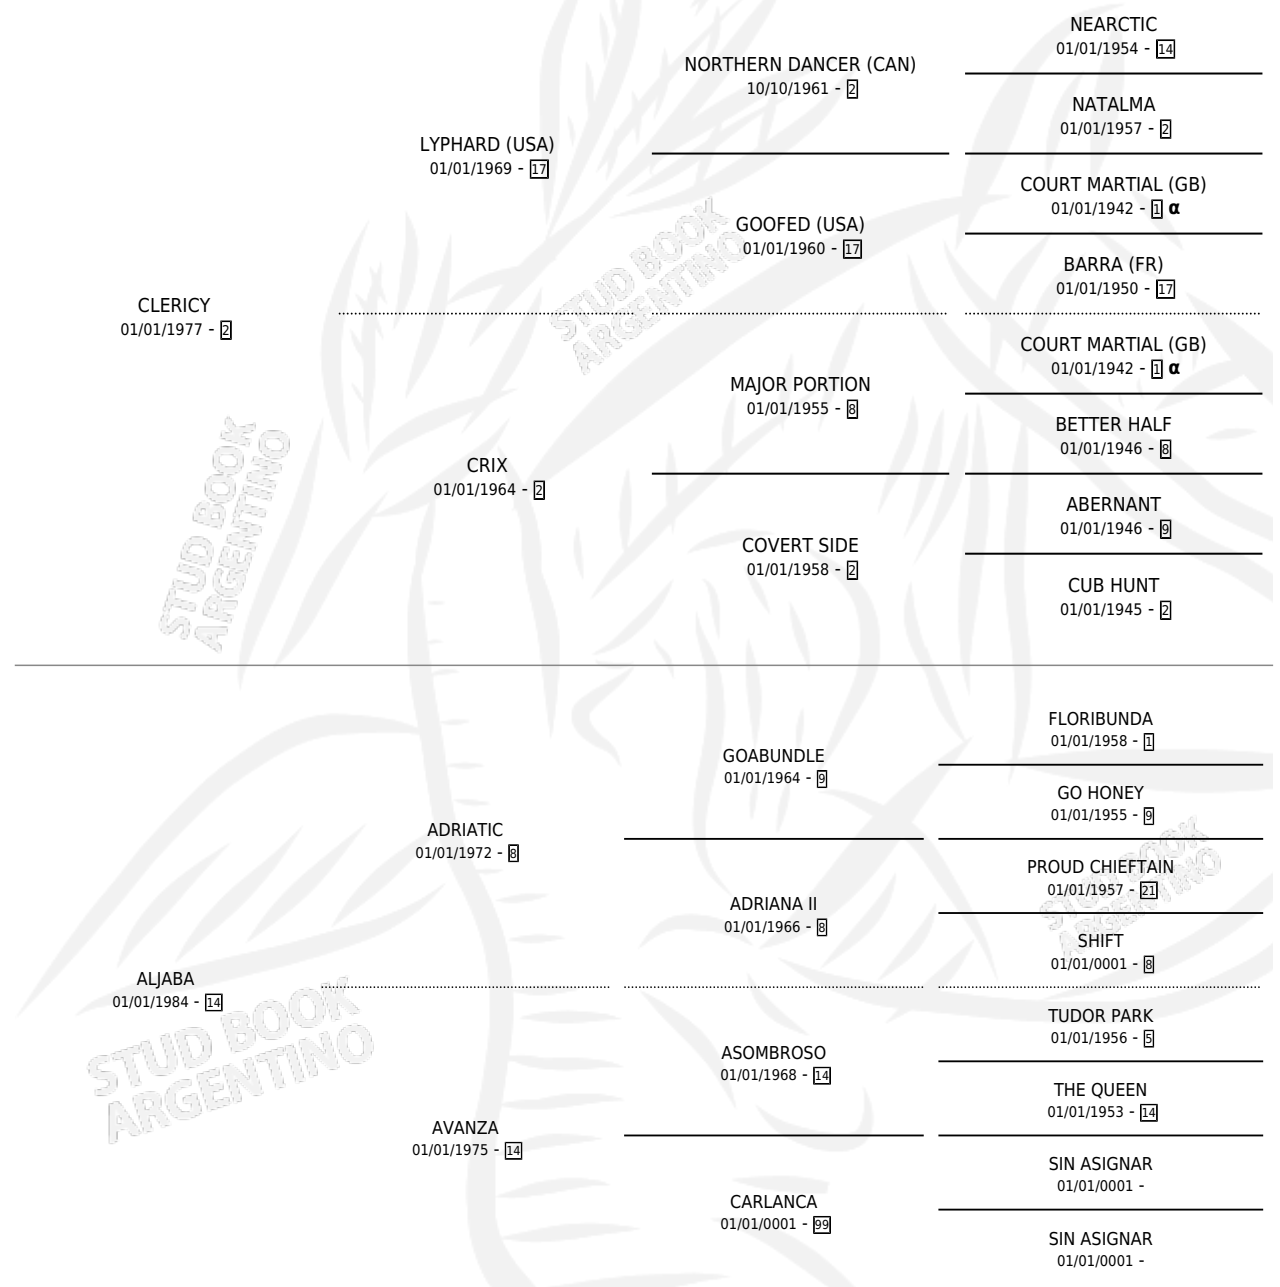 NEARCTIC
01/01/1954 - 14
NORTHERN DANCER (CAN)
10/10/1961 - 2
NATALMA
01/01/1957 - 2
LYPHARD (USA)
01/01/1969 - 17
COURT MARTIAL (GB)
01/01/1942 - 1 α
GOOFED (USA)
01/01/1960 - 17
BARRA (FR)
01/01/1950 - 17
CLERICY
01/01/1977 - 2
COURT MARTIAL (GB)
01/01/1942 - 1 α
MAJOR PORTION
01/01/1955 - 8
BETTER HALF
01/01/1946 - 8
CRIX
01/01/1964 - 2
ABERNANT
01/01/1946 - 9
COVERT SIDE
01/01/1958 - 2
CUB HUNT
01/01/1945 - 2
FLORIBUNDA
01/01/1958 - 1
GOABUNDLE
01/01/1964 - 9
GO HONEY
01/01/1955 - 9
ADRIATIC
01/01/1972 - 8
PROUD CHIEFTAIN
01/01/1957 - 21
ADRIANA II
01/01/1966 - 8
SHIFT
01/01/0001 - 8
ALJABA
01/01/1984 - 14
TUDOR PARK
01/01/1956 - 5
ASOMBROSO
01/01/1968 - 14
THE QUEEN
01/01/1953 - 14
AVANZA
01/01/1975 - 14
SIN ASIGNAR
01/01/0001 -
CARLANCA
01/01/0001 - 99
SIN ASIGNAR
01/01/0001 -
STUD BOOK
ARGENTINO
STUD BOOK
ARGENTINO
STUD BOOK
ARGENTINO
STUD BOOK
ARGENTINO